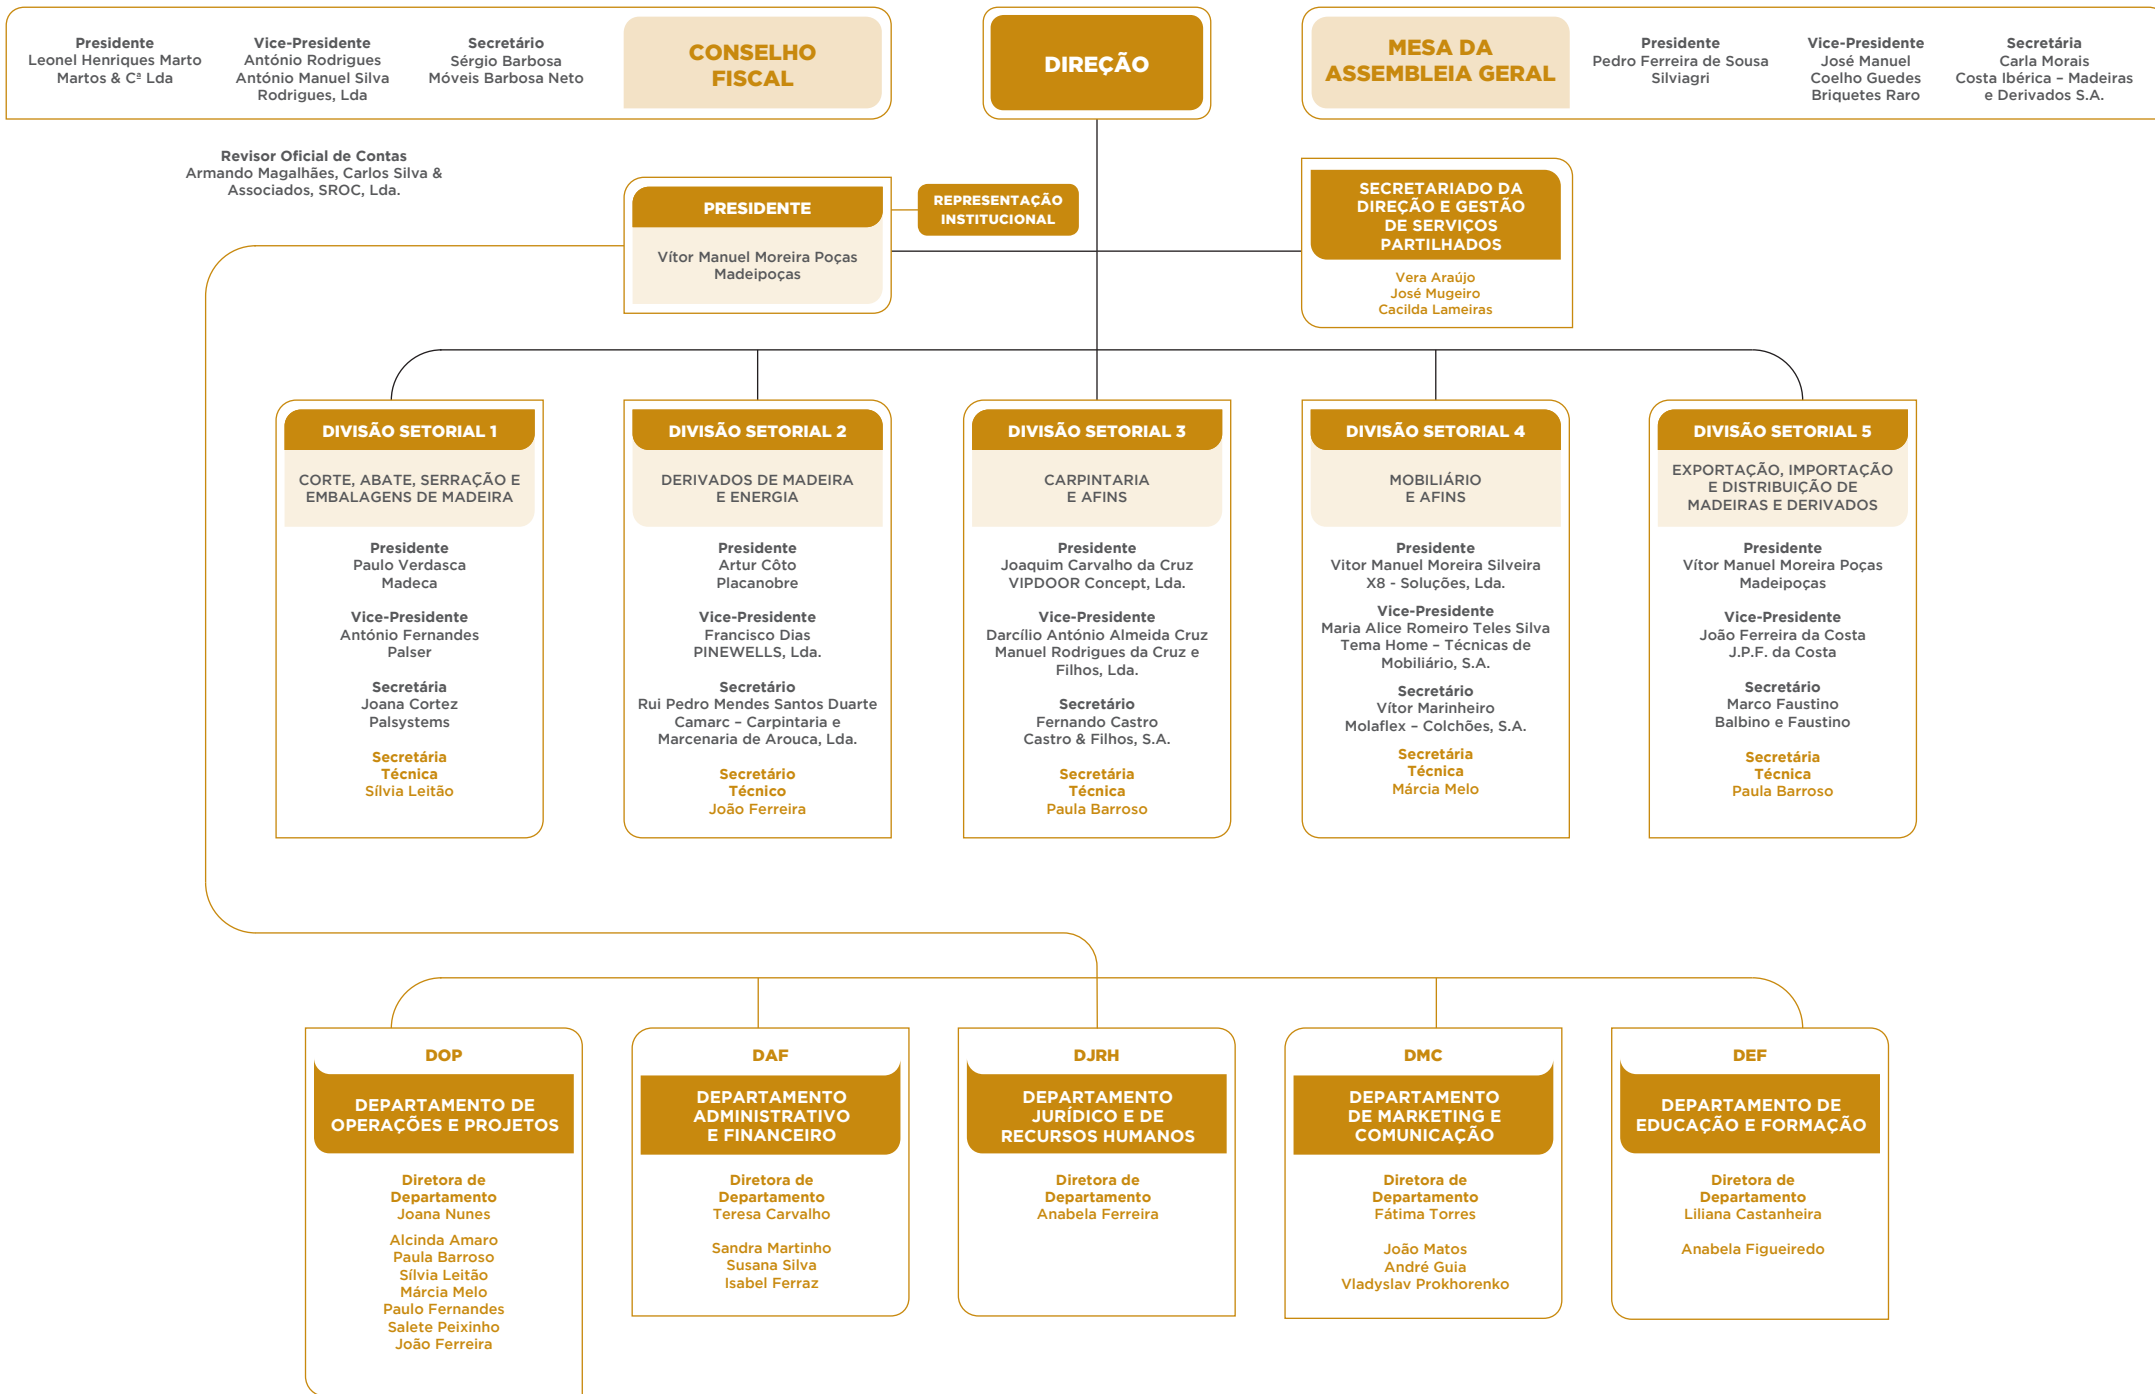 Presidente
Leonel Henriques Marto
Martos & Cª Lda
Vice-Presidente
António Rodrigues
António Manuel Silva
Rodrigues, Lda
Secretário
Sérgio Barbosa
Móveis Barbosa Neto
CONSELHO
FISCAL
DIREÇÃO
MESA DA
ASSEMBLEIA GERAL
Presidente
Pedro Ferreira de Sousa
Silviagri
Vice-Presidente
José Manuel
Coelho Guedes
Briquetes Raro
Secretária
Carla Morais
Costa Ibérica – Madeiras
e Derivados S.A.
Revisor Oficial de Contas
Armando Magalhães, Carlos Silva &
Associados, SROC, Lda.
PRESIDENTE
Vítor Manuel Moreira Poças
Madeipoças
REPRESENTAÇÃO
INSTITUCIONAL
SECRETARIADO DA
DIREÇÃO E GESTÃO
DE SERVIÇOS
PARTILHADOS
Vera Araújo
José Mugeiro
Cacilda Lameiras
DIVISÃO SETORIAL 1
CORTE, ABATE, SERRAÇÃO E
EMBALAGENS DE MADEIRA
Presidente
Paulo Verdasca
Madeca
Vice-Presidente
António Fernandes
Palser
Secretária
Joana Cortez
Palsystems
Secretária
Técnica
Sílvia Leitão
DIVISÃO SETORIAL 2
DERIVADOS DE MADEIRA
E ENERGIA
Presidente
Artur Côto
Placanobre
Vice-Presidente
Francisco Dias
PINEWELLS, Lda.
Secretário
Rui Pedro Mendes Santos Duarte
Camarc – Carpintaria e
Marcenaria de Arouca, Lda.
Secretário
Técnico
João Ferreira
DIVISÃO SETORIAL 3
CARPINTARIA
E AFINS
Presidente
Joaquim Carvalho da Cruz
VIPDOOR Concept, Lda.
Vice-Presidente
Darcílio António Almeida Cruz
Manuel Rodrigues da Cruz e
Filhos, Lda.
Secretário
Fernando Castro
Castro & Filhos, S.A.
Secretária
Técnica
Paula Barroso
DIVISÃO SETORIAL 4
MOBILIÁRIO
E AFINS
Presidente
Vitor Manuel Moreira Silveira
X8 - Soluções, Lda.
Vice-Presidente
Maria Alice Romeiro Teles Silva
Tema Home – Técnicas de
Mobiliário, S.A.
Secretário
Vítor Marinheiro
Molaflex – Colchões, S.A.
Secretária
Técnica
Márcia Melo
DIVISÃO SETORIAL 5
EXPORTAÇÃO, IMPORTAÇÃO
E DISTRIBUIÇÃO DE
MADEIRAS E DERIVADOS
Presidente
Vítor Manuel Moreira Poças
Madeipoças
Vice-Presidente
João Ferreira da Costa
J.P.F. da Costa
Secretário
Marco Faustino
Balbino e Faustino
Secretária
Técnica
Paula Barroso
DOP
DEPARTAMENTO DE
OPERAÇÕES E PROJETOS
Diretora de
Departamento
Joana Nunes
Alcinda Amaro
Paula Barroso
Sílvia Leitão
Márcia Melo
Paulo Fernandes
Salete Peixinho
João Ferreira
DAF
DEPARTAMENTO
ADMINISTRATIVO
E FINANCEIRO
Diretora de
Departamento
Teresa Carvalho
Sandra Martinho
Susana Silva
Isabel Ferraz
DJRH
DEPARTAMENTO
JURÍDICO E DE
RECURSOS HUMANOS
Diretora de
Departamento
Anabela Ferreira
DMC
DEPARTAMENTO
DE MARKETING E
COMUNICAÇÃO
Diretora de
Departamento
Fátima Torres
João Matos
André Guia
Vladyslav Prokhorenko
DEF
DEPARTAMENTO DE
EDUCAÇÃO E FORMAÇÃO
Diretora de
Departamento
Liliana Castanheira
Anabela Figueiredo